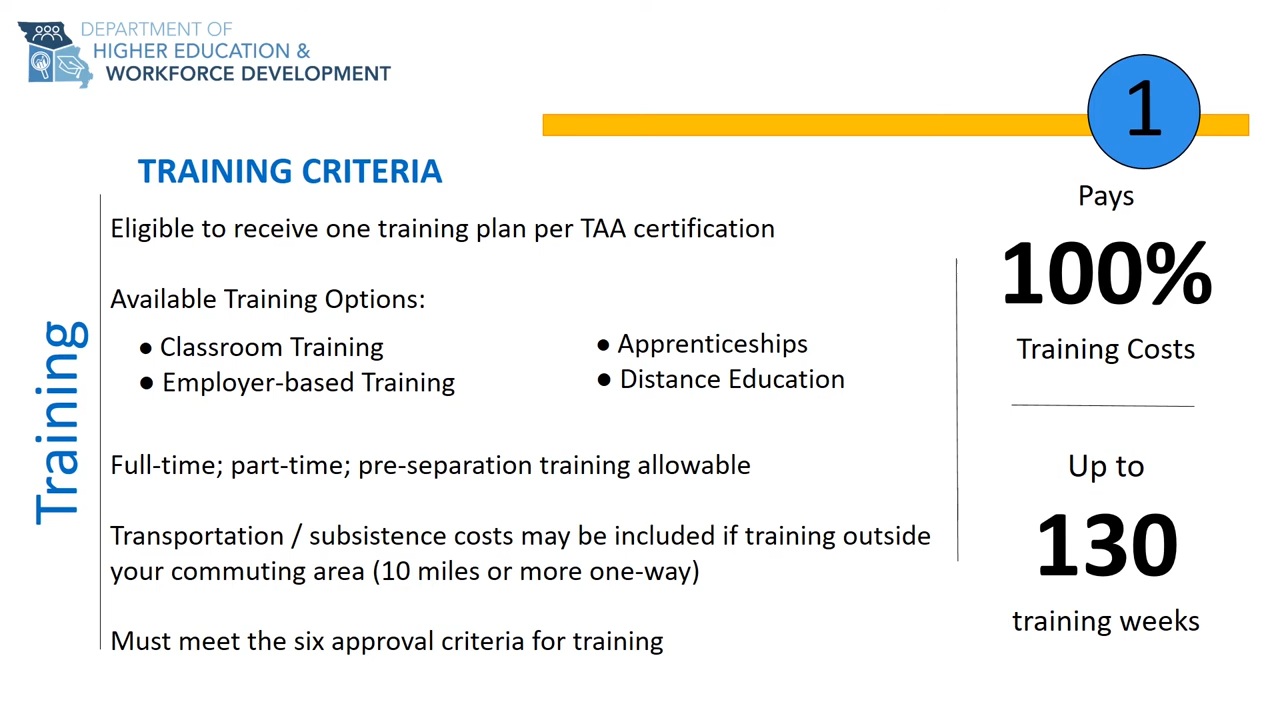 DEPARTMENT OF
HIGHER EDUCATION &
WORKFORCE DEVELOPMENT
1
TRAINING CRITERIA
Training
Eligible to receive one training plan per TAA certification
Available Training Options:
● Classroom Training
● Employer-based Training
● Apprenticeships
● Distance Education
Full-time; part-time; pre-separation training allowable
Transportation / subsistence costs may be included if training outside
your commuting area (10 miles or more one-way)
Must meet the six approval criteria for training
Pays
100%
Training Costs
Up to
130
training weeks